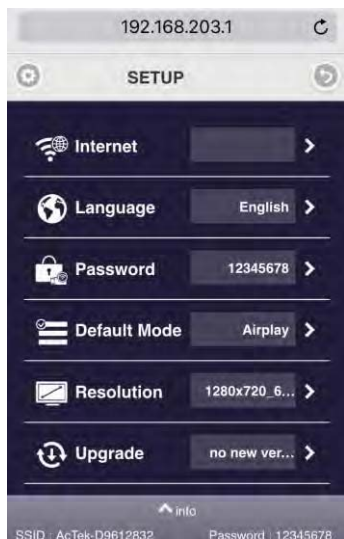 192.168.203.1
SETUP
Internet
Language English
Password 12345678
Default Mode Airplay
Resolution 1280x720_6...
Upgrade no new ver...
info
SSID : AcTek-D9612832 Password : 12345678